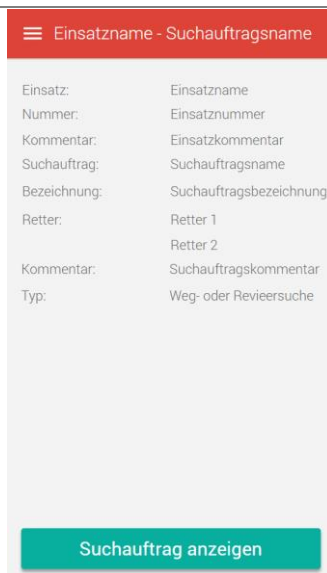 Einsatzname - Suchauftragsname
Einsatz: Einsatzname
Nummer: Einsatznummer
Kommentar: Einsatzkommentar
Suchauftrag: Suchauftragsname
Bezeichnung: Suchauftragsbezeichnung
Retter: Retter 1
Retter 2
Kommentar: Suchauftragskommentar
Typ: Weg- oder Revieersuche
Suchauftrag anzeigen